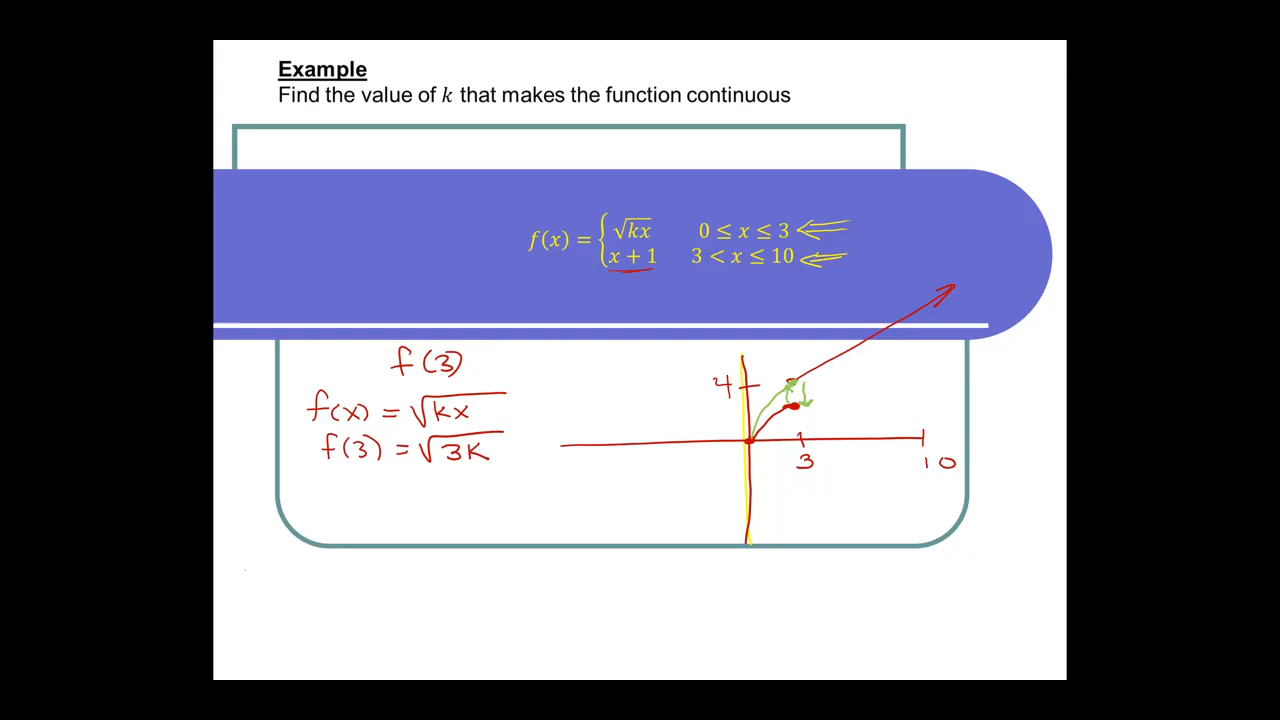 Example
Find the value of k that makes the function continuous
f(x) = { √kx 0 ≤ x ≤ 3
x + 1 3 < x ≤ 10
f(3)
f(x) = √kx
f(3) = √3k
4
3
10